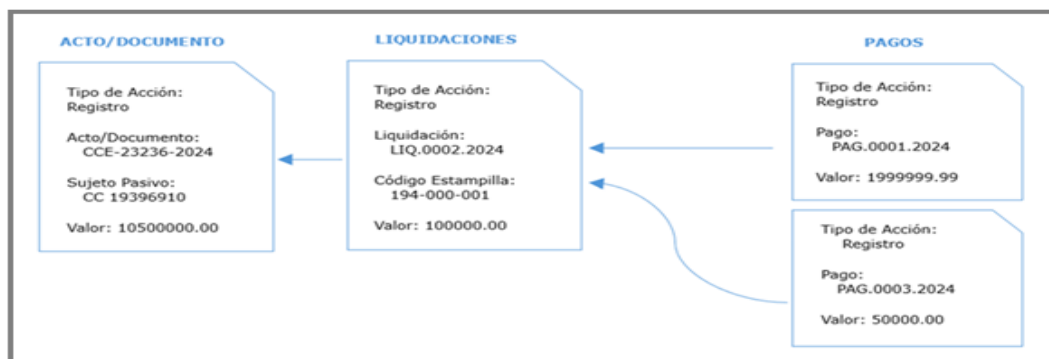 ACTO/DOCUMENTO
Tipo de Acción:
Registro
Acto/Documento:
CCE-23236-2024
Sujeto Pasivo:
CC 19396910
Valor: 10500000.00
LIQUIDACIONES
Tipo de Acción:
Registro
Liquidación:
LIQ.0002.2024
Código Estampilla:
194-000-001
Valor: 100000.00
PAGOS
Tipo de Acción:
Registro
Pago:
PAG.0001.2024
Valor: 1999999.99
Tipo de Acción:
Registro
Pago:
PAG.0003.2024
Valor: 50000.00